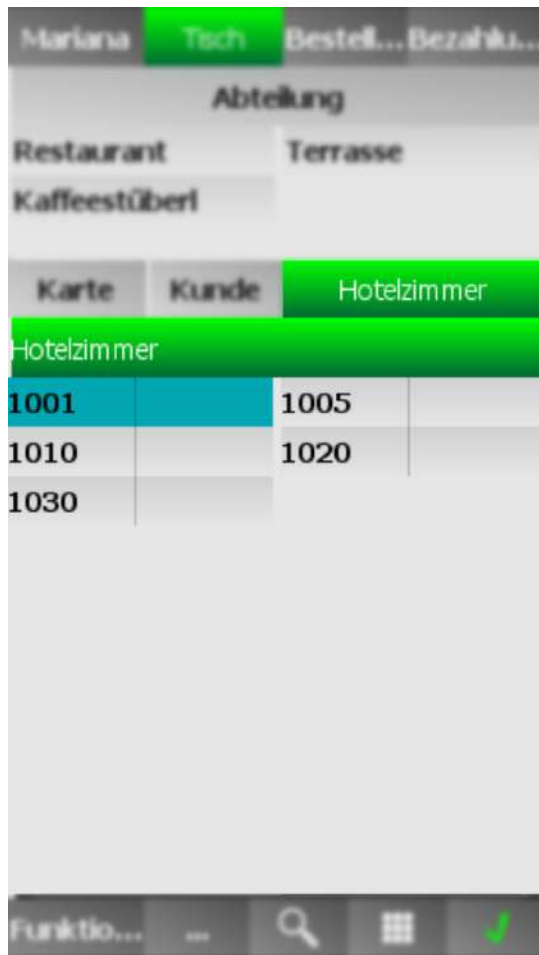 Mariana Tisch Bestell... Bezahlu...
Abteilung
Restaurant Terrasse
Kaffeestüberl
Karte Kunde Hotelzimmer
Hotelzimmer
1001 1005
1010 1020
1030
Funktio... ...